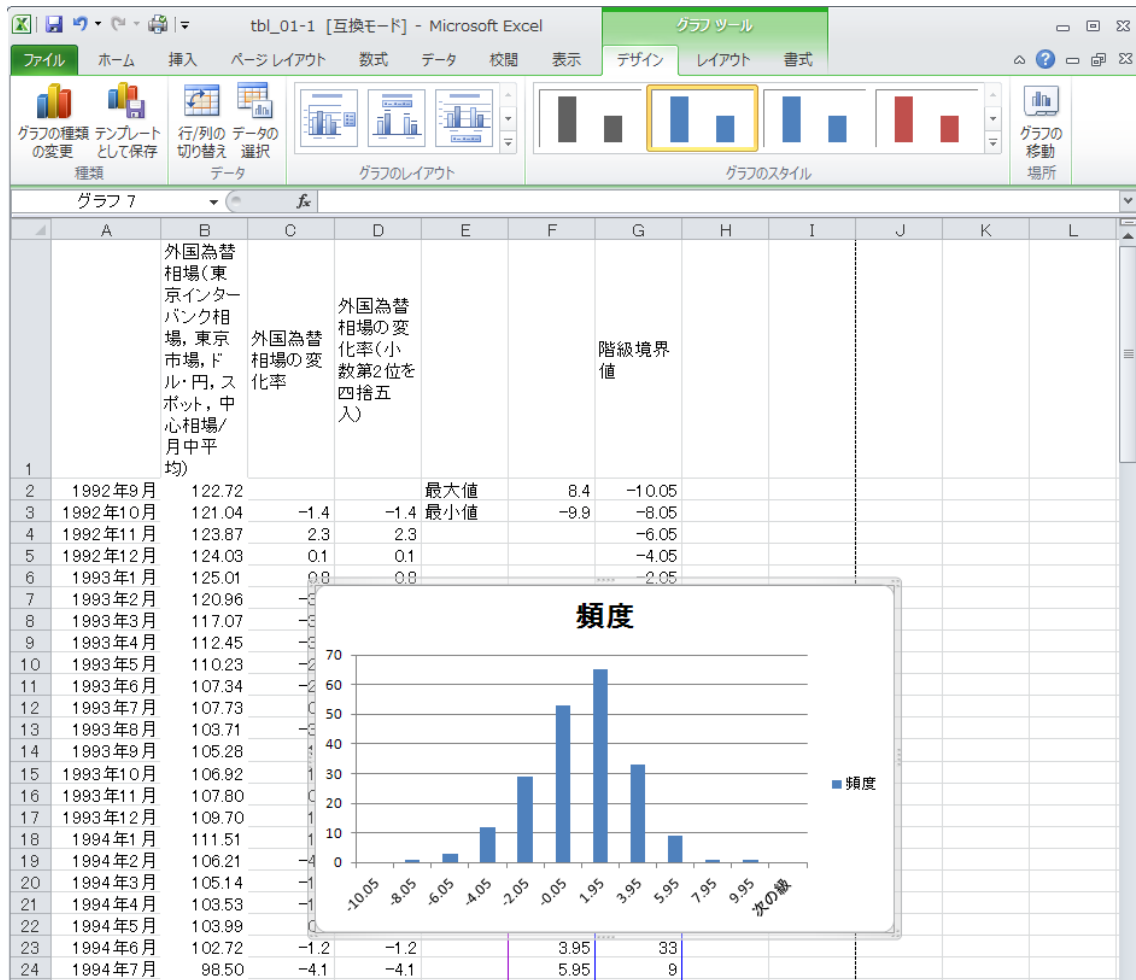 tbl_01-1 [互換モード] - Microsoft Excel
グラフ ツール
ファイル ホーム 挿入 ページ レイアウト 数式 データ 校閲 表示 デザイン レイアウト 書式
グラフの種類の変更 テンプレートとして保存 行/列の切り替え データの選択 グラフの移動
種類 データ グラフのレイアウト グラフのスタイル 場所
グラフ 7 fx
A B C D E F G H I J K L
外国為替
相場(東
京インター
バンク相
場, 東京
市場, ド
ル・円, ス
ポット, 中
心相場/
月中平
均)
外国為替
相場の変
化率
外国為替
相場の変
化率(小
数第2位を
四捨五
入)
階級境界
値
1
2 1992年9月 122.72 最大値 8.4 -10.05
3 1992年10月 121.04 -1.4 -1.4 最小値 -9.9 -8.05
4 1992年11月 123.87 2.3 2.3 -6.05
5 1992年12月 124.03 0.1 0.1 -4.05
6 1993年1月 125.01 0.8 0.8 -2.05
7 1993年2月 120.96
8 1993年3月 117.07
9 1993年4月 112.45
10 1993年5月 110.23
11 1993年6月 107.34
12 1993年7月 107.73
13 1993年8月 103.71
14 1993年9月 105.28
15 1993年10月 106.92
16 1993年11月 107.80
17 1993年12月 109.70
18 1994年1月 111.51
19 1994年2月 106.21
20 1994年3月 105.14
21 1994年4月 103.53
22 1994年5月 103.99
23 1994年6月 102.72 -1.2 -1.2 3.95 33
24 1994年7月 98.50 -4.1 -4.1 5.95 9
頻度
70
60
50
40
30
20
10
0
-10.05 -8.05 -6.05 -4.05 -2.05 -0.05 1.95 3.95 5.95 7.95 9.95 次の級
頻度